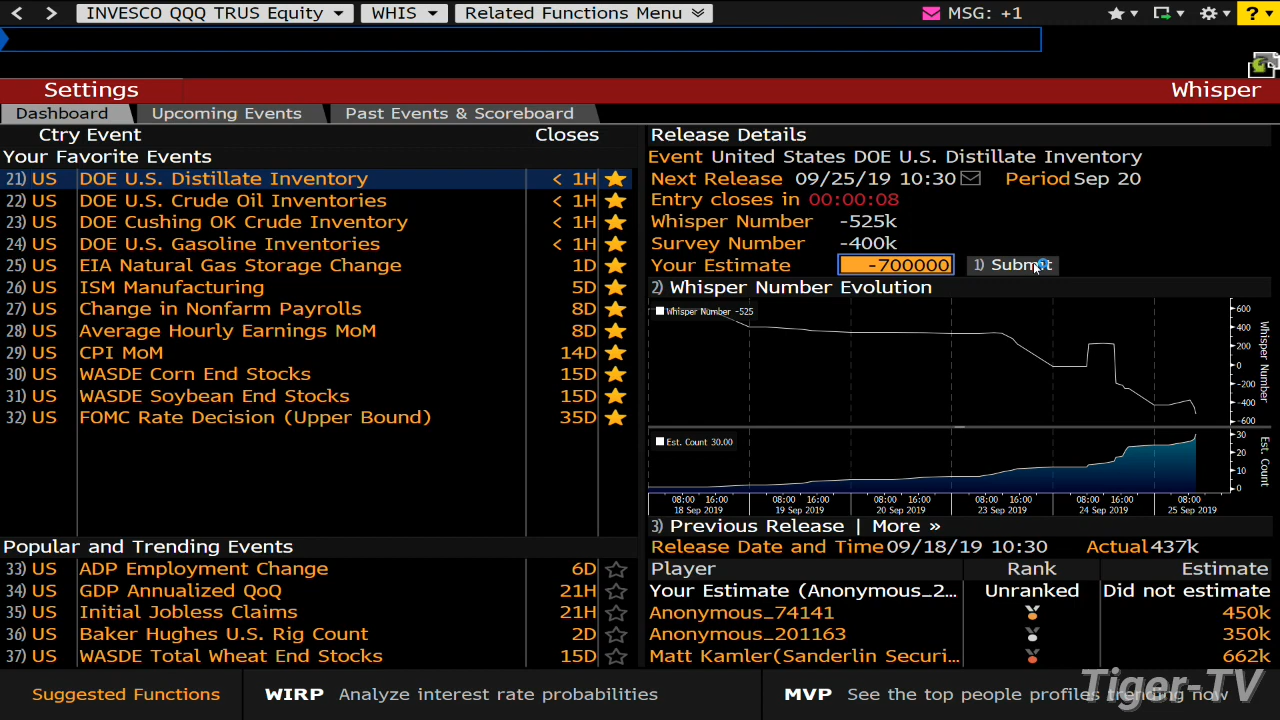 INVESCO QQQ TRUS Equity WHIS Related Functions Menu MSG: +1 ?
Settings Whisper
Dashboard Upcoming Events Past Events & Scoreboard
Ctry Event Closes
Your Favorite Events
21) US DOE U.S. Distillate Inventory < 1H
22) US DOE U.S. Crude Oil Inventories < 1H
23) US DOE Cushing OK Crude Inventory < 1H
24) US DOE U.S. Gasoline Inventories < 1H
25) US EIA Natural Gas Storage Change 1D
26) US ISM Manufacturing 5D
27) US Change in Nonfarm Payrolls 8D
28) US Average Hourly Earnings MoM 8D
29) US CPI MoM 14D
30) US WASDE Corn End Stocks 15D
31) US WASDE Soybean End Stocks 15D
32) US FOMC Rate Decision (Upper Bound) 35D
Popular and Trending Events
33) US ADP Employment Change 6D
34) US GDP Annualized QoQ 21H
35) US Initial Jobless Claims 21H
36) US Baker Hughes U.S. Rig Count 2D
37) US WASDE Total Wheat End Stocks 15D
Release Details
Event United States DOE U.S. Distillate Inventory
Next Release 09/25/19 10:30 Period Sep 20
Entry closes in 00:00:08
Whisper Number -525k
Survey Number -400k
Your Estimate -700000 1) Submit
2) Whisper Number Evolution
Whisper Number -525
600
400
200
0
-200
-400
-600
Whisper Number
Est. Count 30.00
30
20
10
0
Est. Count
08:00 16:00 08:00 16:00 08:00 16:00 08:00 16:00 08:00 16:00 08:00
18 Sep 2019 19 Sep 2019 20 Sep 2019 23 Sep 2019 24 Sep 2019 25 Sep 2019
3) Previous Release | More »
Release Date and Time 09/18/19 10:30 Actual 437k
Player Rank Estimate
Your Estimate (Anonymous_2... Unranked Did not estimate
Anonymous_74141 450k
Anonymous_201163 350k
Matt Kamler(Sanderlin Securi... 662k
Suggested Functions WIRP Analyze interest rate probabilities MVP See the top people profiles trending now
Tiger-TV